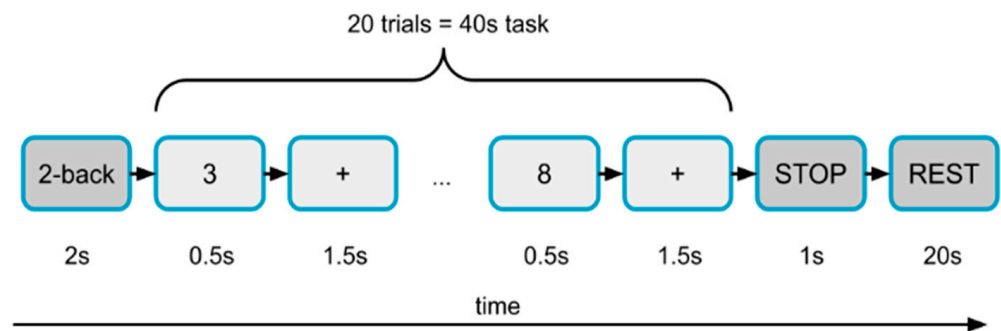 20 trials = 40s task
2-back 3 + ... 8 + STOP REST
2s 0.5s 1.5s 0.5s 1.5s 1s 20s
time